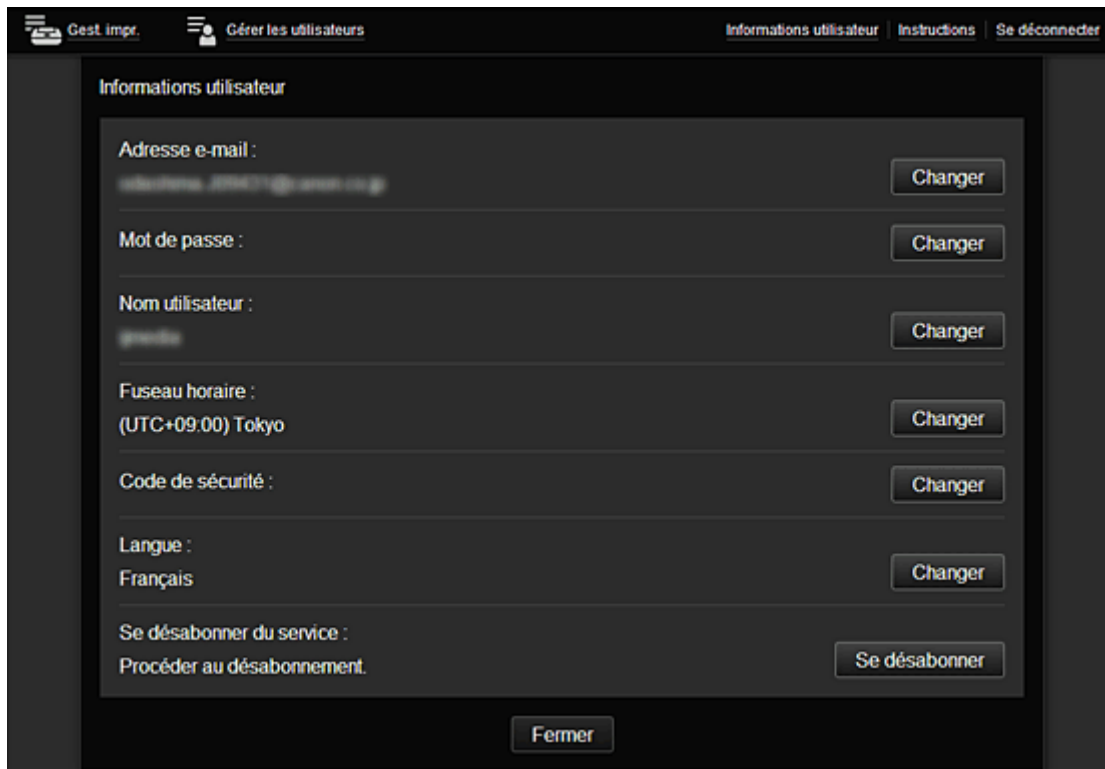 Gest. impr. Gérer les utilisateurs Informations utilisateur Instructions Se déconnecter
Informations utilisateur
Adresse e-mail :
Changer
Mot de passe :
Changer
Nom utilisateur :
Changer
Fuseau horaire :
(UTC+09:00) Tokyo
Changer
Code de sécurité :
Changer
Langue :
Français
Changer
Se désabonner du service :
Procéder au désabonnement.
Se désabonner
Fermer